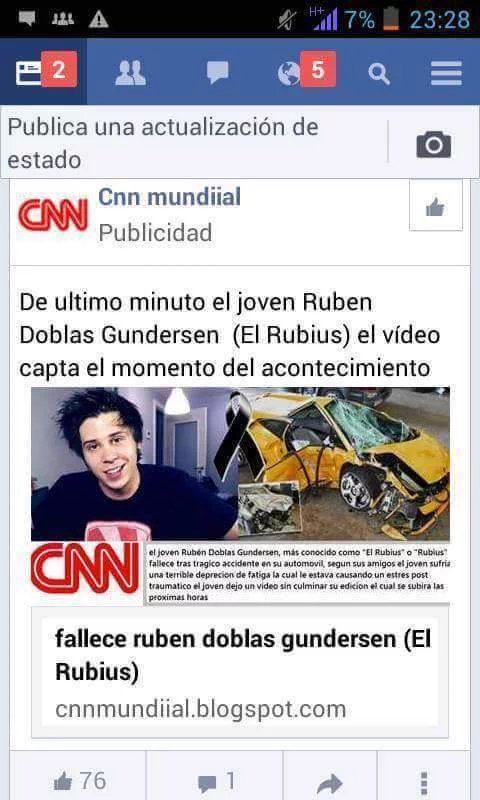 H+ 7% 23:28
2 5
Publica una actualización de
estado
CNN Cnn mundiial
Publicidad
De ultimo minuto el joven Ruben
Doblas Gundersen (El Rubius) el vídeo
capta el momento del acontecimiento
CNN
el joven Rubén Doblas Gundersen, más conocido como "El Rubius" o "Rubius"
fallece tras tragico accidente en su automovil, segun sus amigos el joven sufria
una terrible deprecion de fatiga la cual le estava causando un estres post
traumatico el joven dejo un video sin culminar su edicion el cual se subira las
proximas horas
fallece ruben doblas gundersen (El
Rubius)
cnnmundiial.blogspot.com
76 1